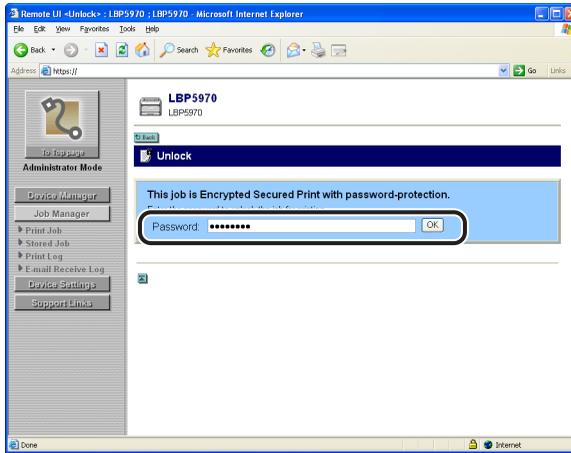 Remote UI <Unlock> : LBP5970 ; LBP5970 - Microsoft Internet Explorer
File Edit View Favorites Tools Help
Back Search Favorites
Address https:// Go Links
To Top page
Administrator Mode
Device Manager
Job Manager
Print Job
Stored Job
Print Log
E-mail Receive Log
Device Settings
Support Links
LBP5970
LBP5970
Back
Unlock
This job is Encrypted Secured Print with password-protection.
Password: •••••••• OK
Done Internet